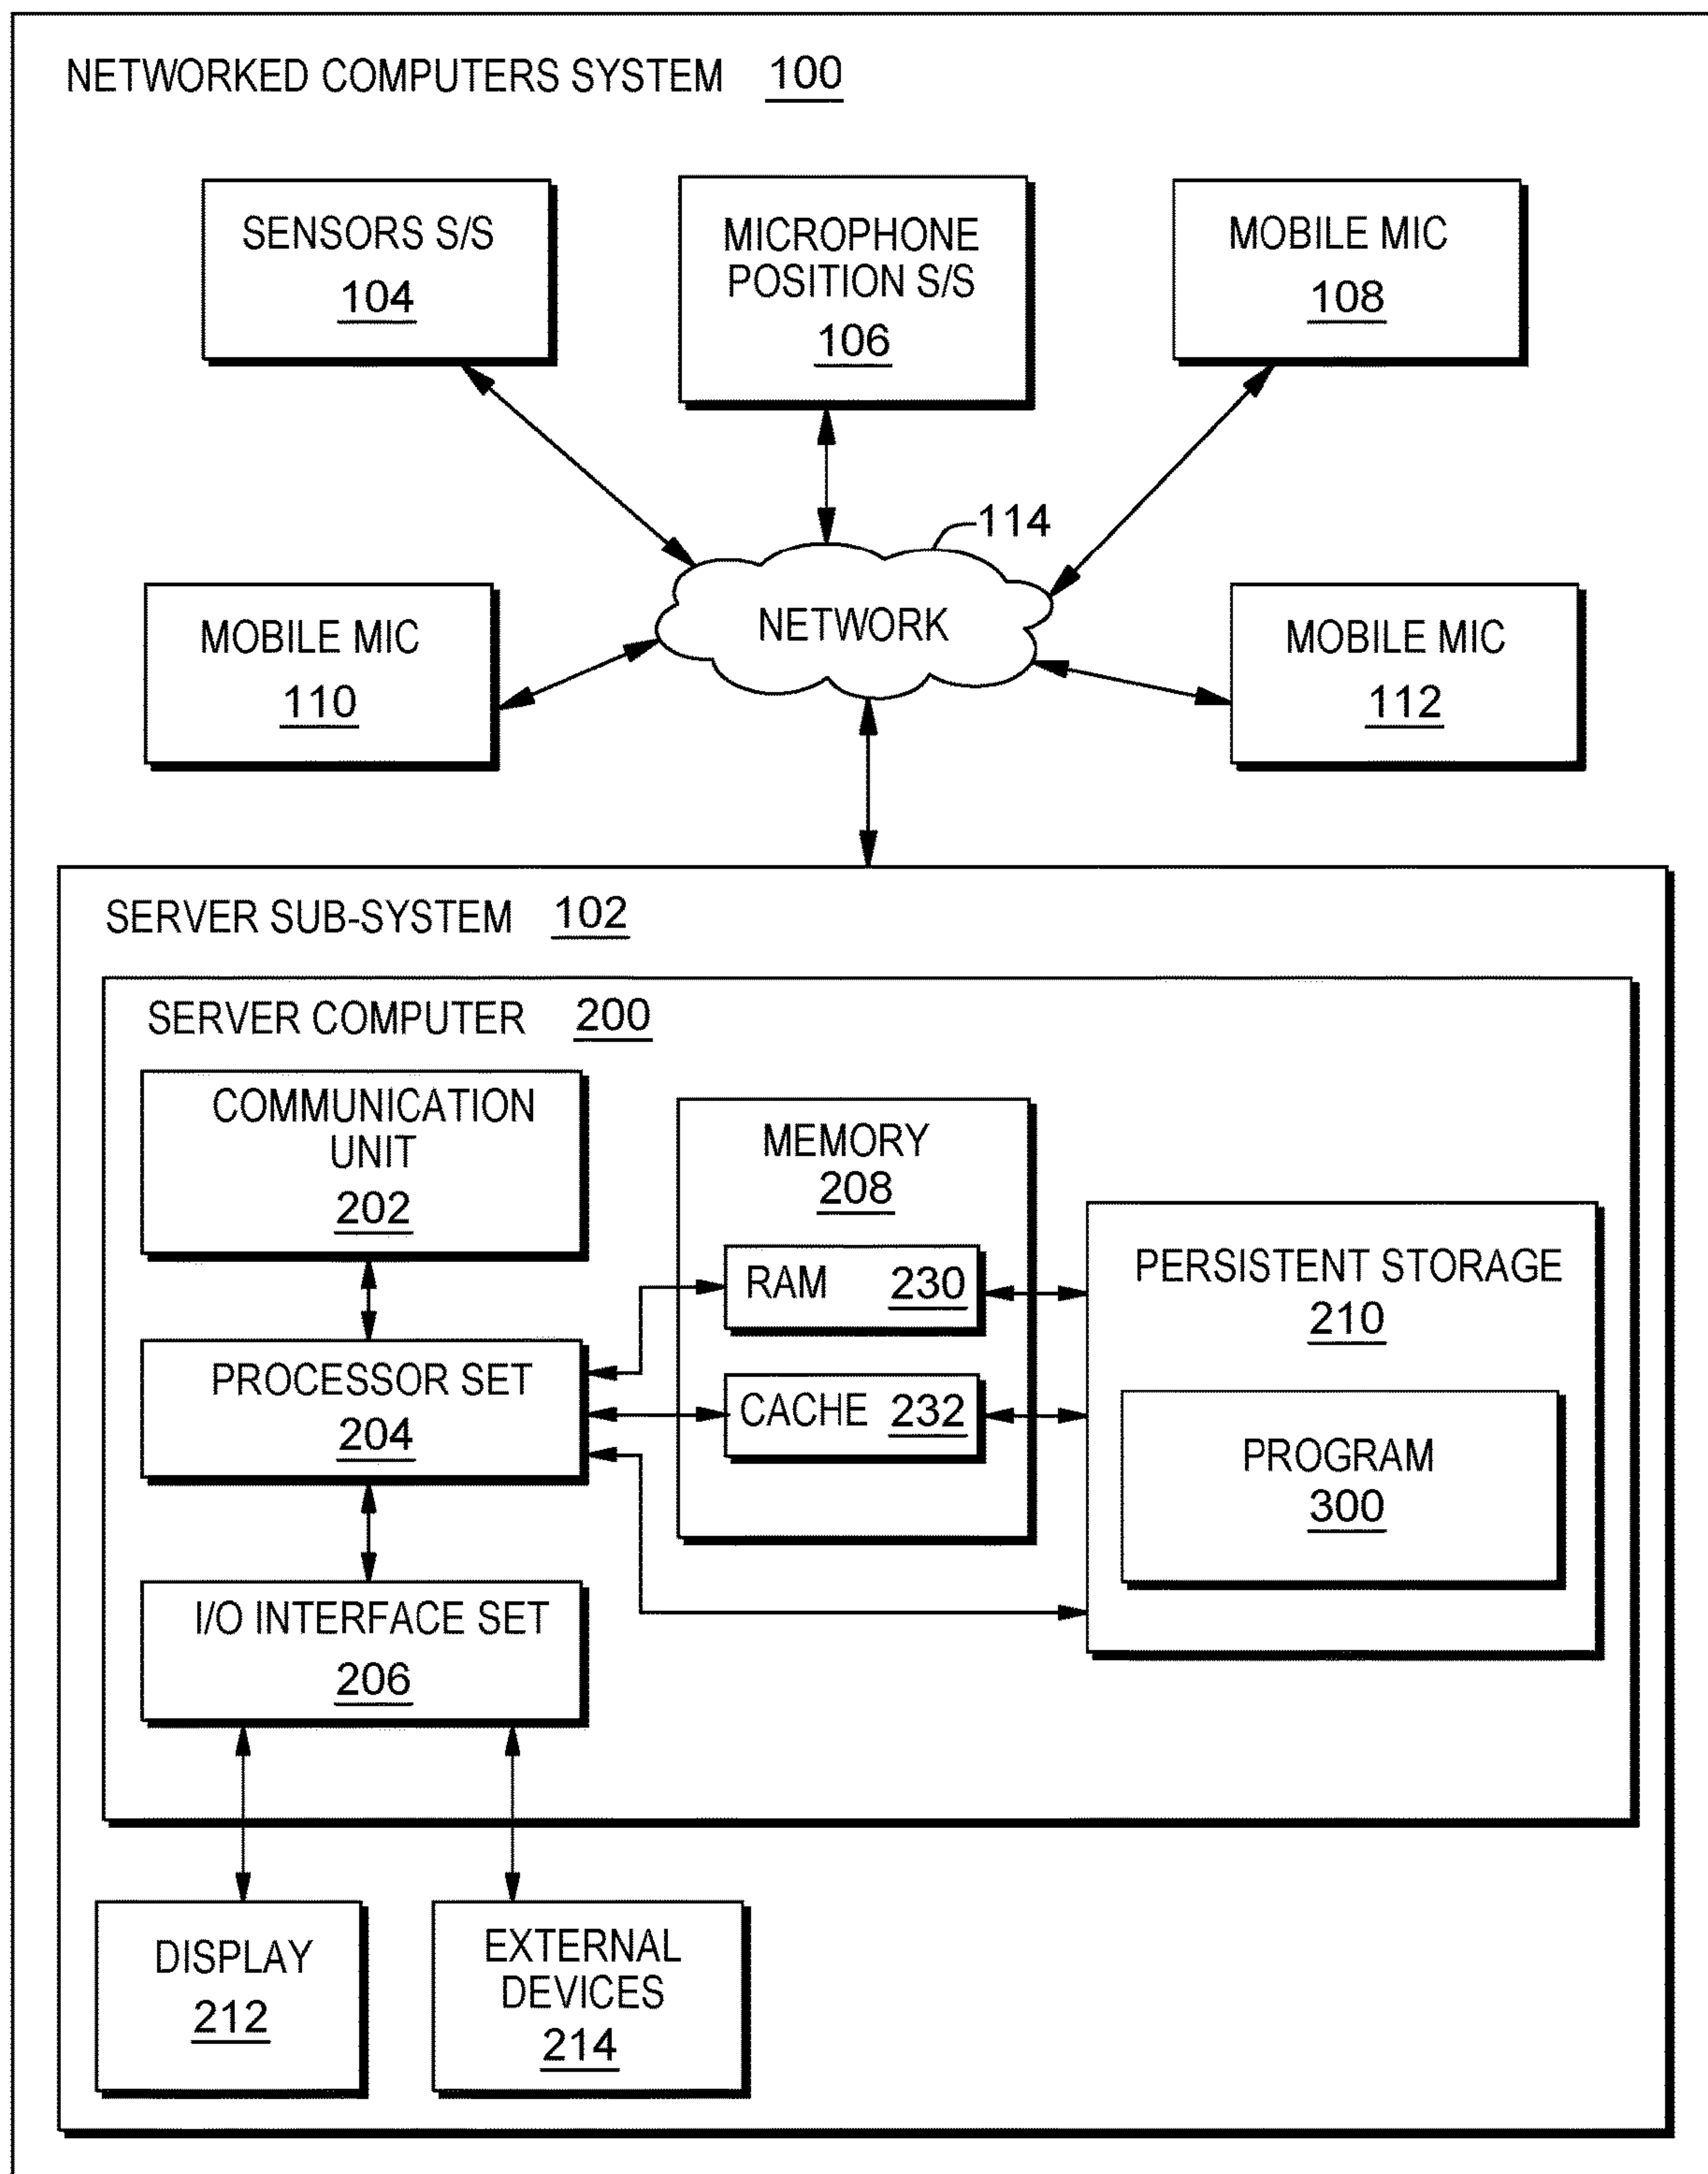 NETWORKED COMPUTERS SYSTEM 100
SENSORS S/S
104
MICROPHONE
POSITION S/S
106
MOBILE MIC
108
114
NETWORK
MOBILE MIC
110
MOBILE MIC
112
SERVER SUB-SYSTEM 102
SERVER COMPUTER 200
COMMUNICATION
UNIT
202
MEMORY
208
RAM 230
CACHE 232
PERSISTENT STORAGE
210
PROGRAM
300
PROCESSOR SET
204
I/O INTERFACE SET
206
DISPLAY
212
EXTERNAL
DEVICES
214